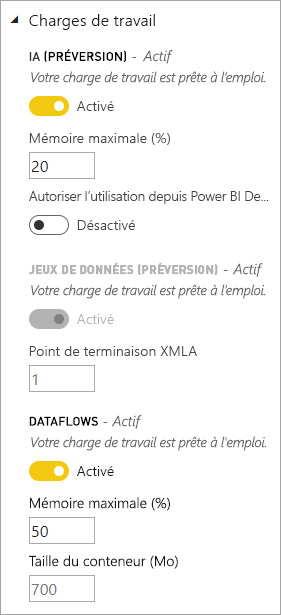 Charges de travail
IA (PRÉVERSION) - Actif
Votre charge de travail est prête à l'emploi.
Activé
Mémoire maximale (%)
20
Autoriser l'utilisation depuis Power BI De...
Désactivé
JEUX DE DONNÉES (PRÉVERSION) - Actif
Votre charge de travail est prête à l'emploi.
Activé
Point de terminaison XMLA
1
DATAFLOWS - Actif
Votre charge de travail est prête à l'emploi.
Activé
Mémoire maximale (%)
50
Taille du conteneur (Mo)
700